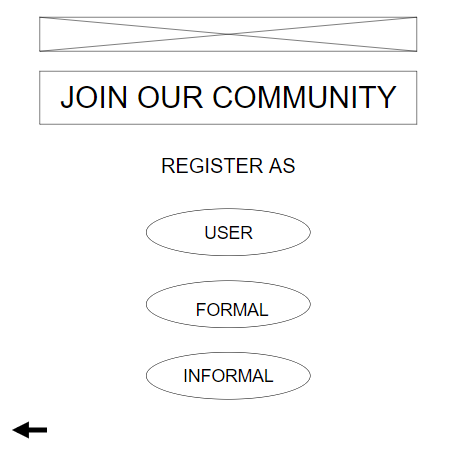 JOIN OUR COMMUNITY
REGISTER AS
USER
FORMAL
INFORMAL